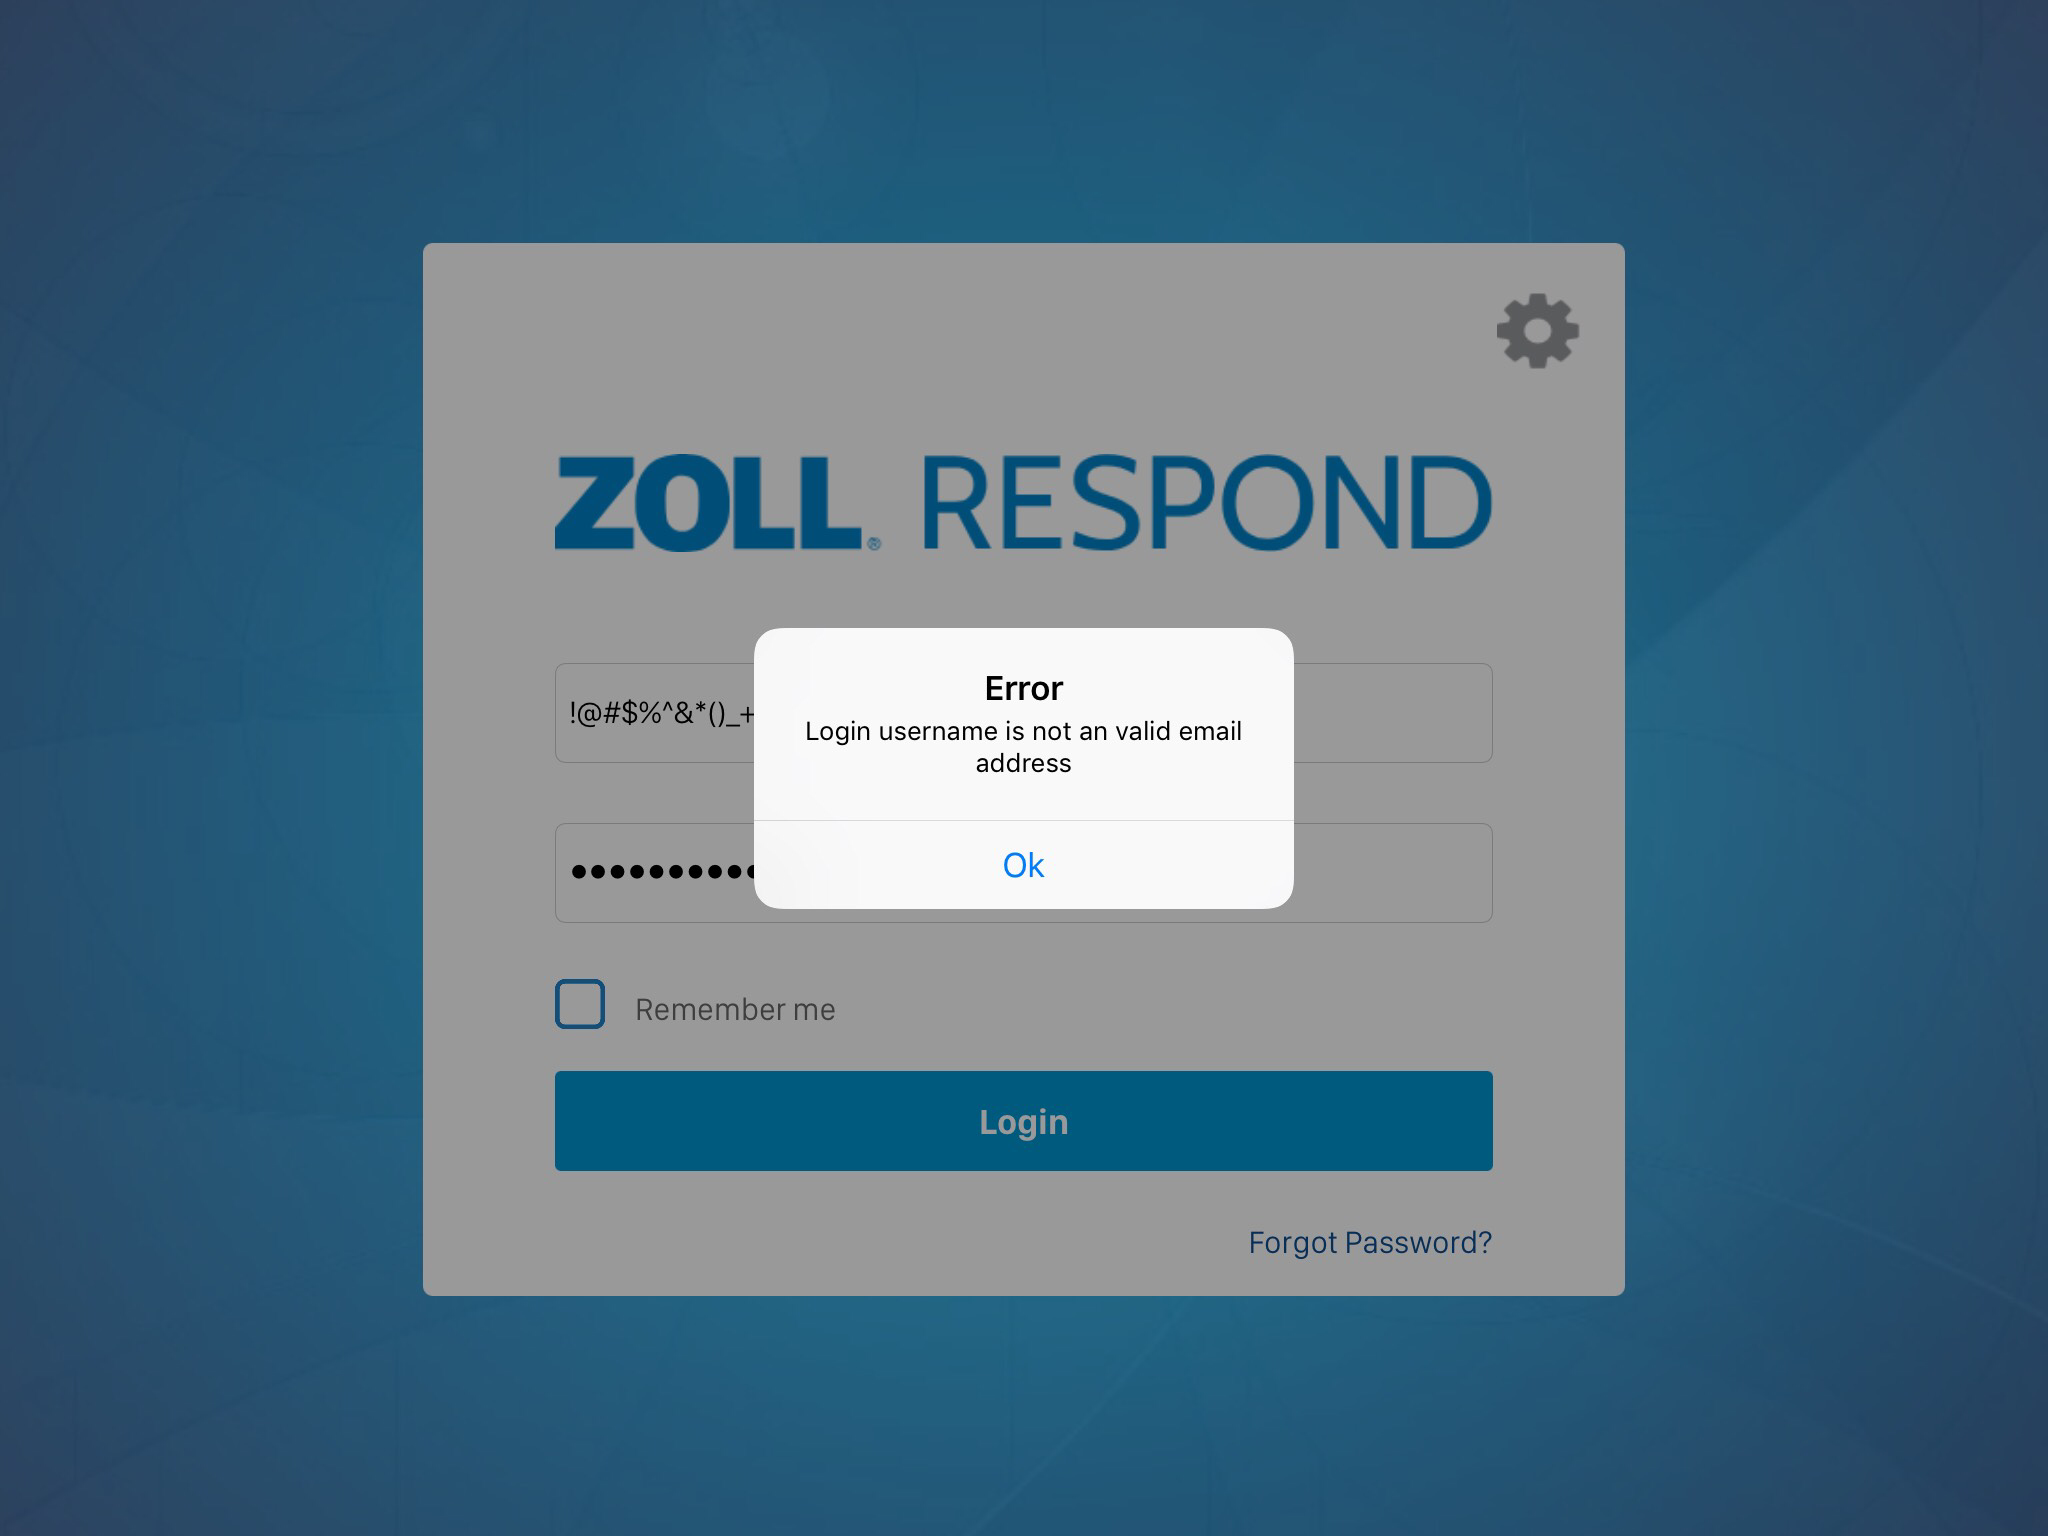 ZOLL® RESPOND
!@#$%^&*()_+
Error
Login username is not an valid email
address
Ok
Remember me
Login
Forgot Password?